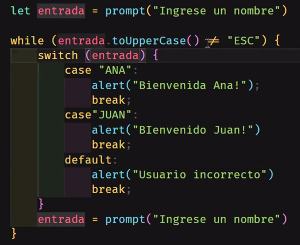 let entrada = prompt("Ingrese un nombre")
while (entrada.toUpperCase() != "ESC") {
switch (entrada) {
case "ANA":
alert("Bienvenida Ana!");
break;
case"JUAN":
alert("BIenvenido Juan!")
break;
default:
alert("Usuario incorrecto")
break;
}
entrada = prompt("Ingrese un nombre")
}